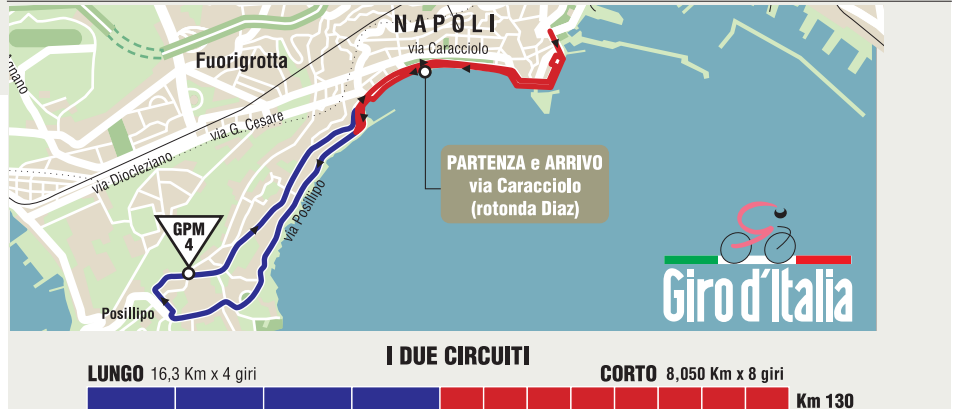 NAPOLI
via Caracciolo
Fuorigrotta
via G. Cesare
via Diocleziano
PARTENZA e ARRIVO
via Caracciolo
(rotonda Diaz)
via Posillipo
GPM
4
Posillipo
Giro d'Italia
I DUE CIRCUITI
LUNGO 16,3 Km x 4 giri
CORTO 8,050 Km x 8 giri
Km 130